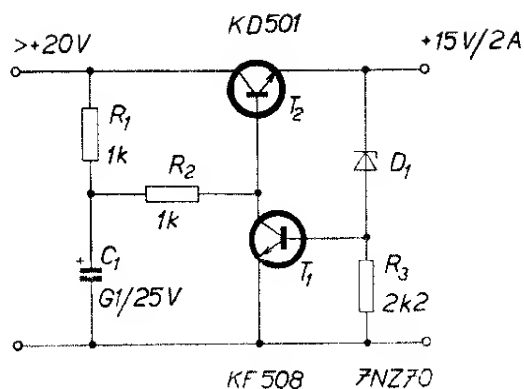 KD501
>+20V
+15V/2A
T2
R1
1k
R2
1k
D1
+
C1
G1/25V
T1
R3
2k2
KF508
7NZ70